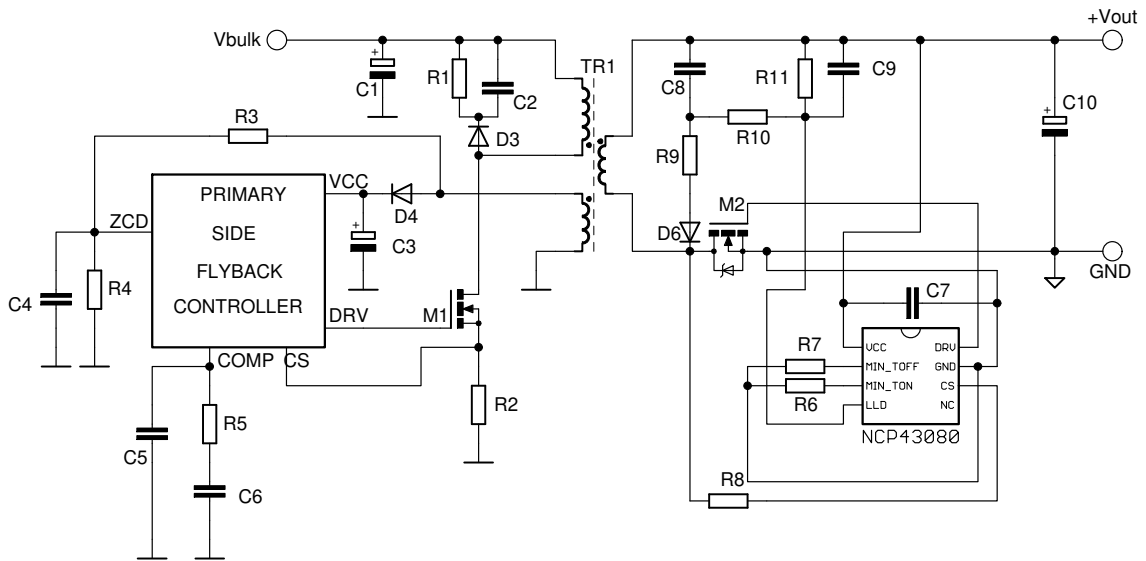 +Vout
Vbulk
+
C1
R1
C2
TR1
C8
R11
C9
+
C10
R3
D3
R10
R9
PRIMARY
SIDE
FLYBACK
CONTROLLER
VCC
ZCD
D4
+
C3
D6
M2
GND
C4
R4
DRV
M1
C7
COMP CS
R7
R6
VCC
MIN_TOFF
MIN_TON
LLD
DRV
GND
CS
NC
NCP43080
R2
C5
R5
C6
R8